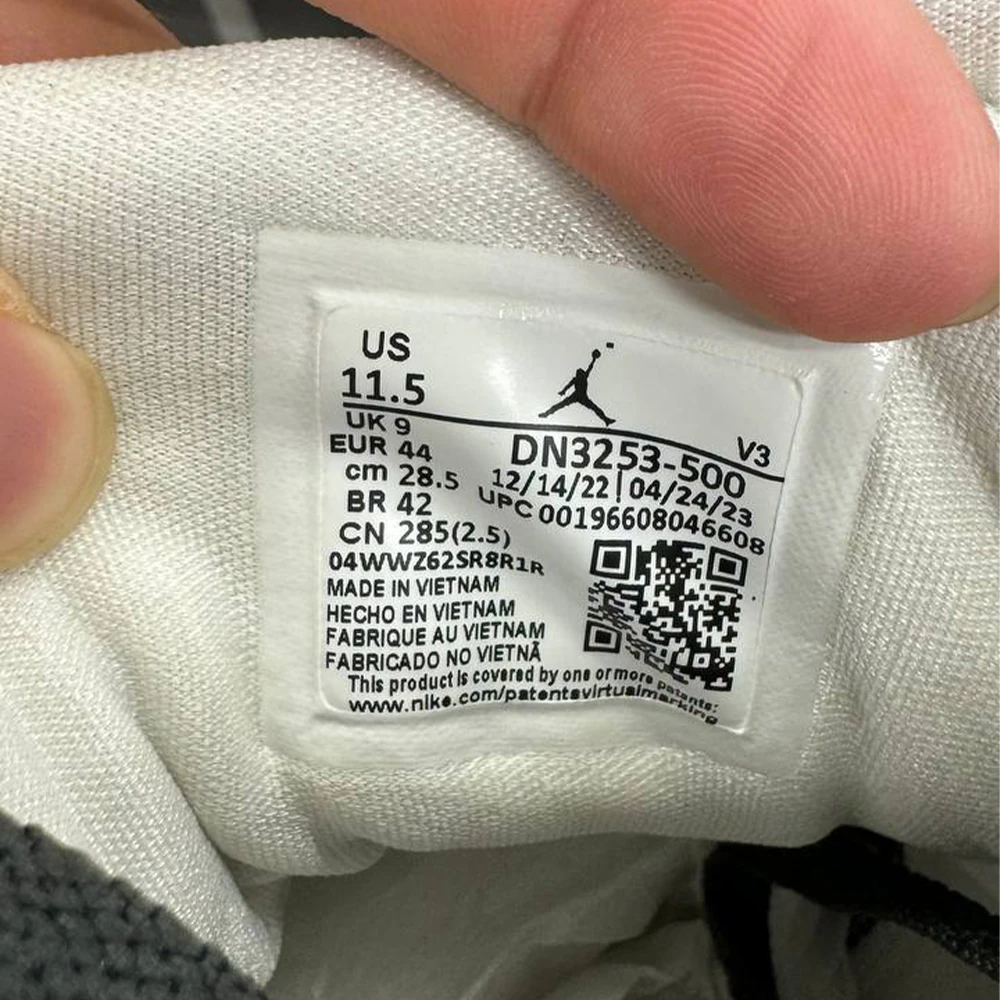 US
11.5
UK 9
EUR 44
cm 28.5
BR 42
CN 285(2.5)
V3
DN3253-500
12/14/22 | 04/24/23
UPC 00196608046608
04WWZ62SR8R1R
MADE IN VIETNAM
HECHO EN VIETNAM
FABRIQUE AU VIETNAM
FABRICADO NO VIETNÃ
This product is covered by one or more patents:
www.nike.com/patentsvirtualmarking